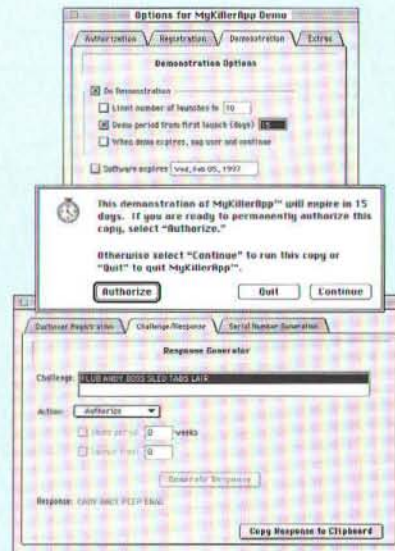 Options for MyKillerApp Demo
Authorization Registration Demonstration Extras
Demonstration Options
Do Demonstration
Limit number of launches to 10
Demo period from first launch (days) 15
When demo expires, nag user and continue
Software expires Wed, Feb 05, 1997
This demonstration of MyKillerApp™ will expire in 15
days. If you are ready to permanently authorize this
copy, select “Authorize.”
Otherwise select “Continue” to run this copy or
“Quit” to quit MyKillerApp™.
Authorize Quit Continue
Customer Registration Challenge/Response Serial Number Generation
Response Generator
Challenge: ANDY BOSS SLED TABS LAIR
Action: Authorize
weeks
0
Generate Response
Response:
Copy Response to Clipboard